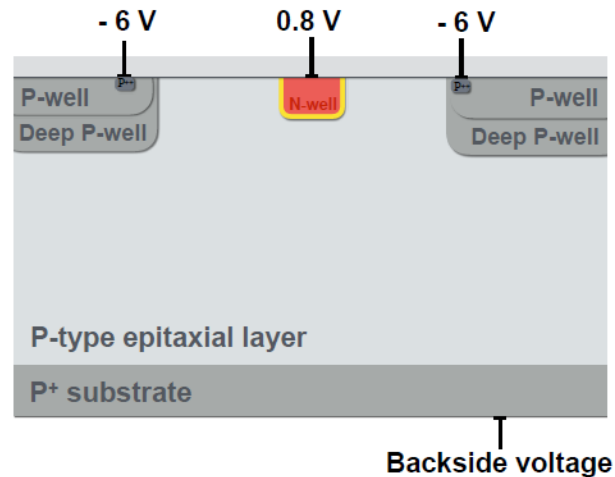 - 6 V 0.8 V - 6 V
P++ P++
P-well N-well P-well
Deep P-well Deep P-well
P-type epitaxial layer
P+ substrate
Backside voltage